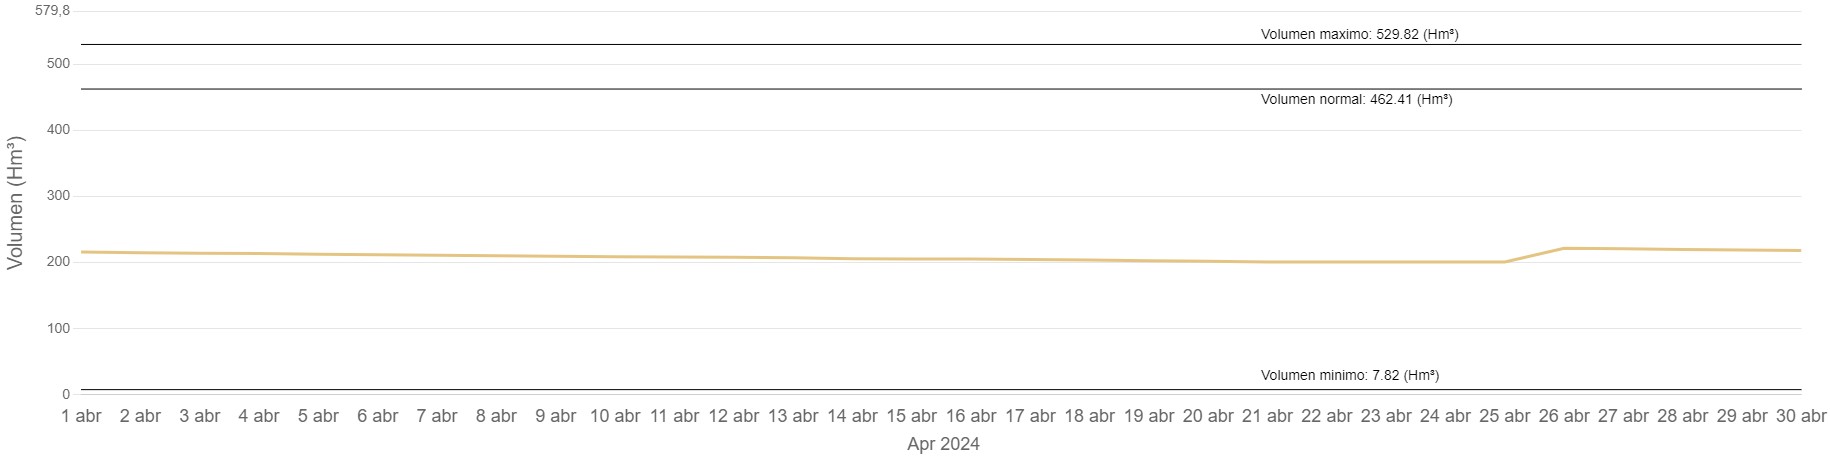 579,8
Volumen maximo: 529.82 (Hm³)
500
Volumen normal: 462.41 (Hm³)
400
300
200
100
Volumen minimo: 7.82 (Hm³)
0
Volumen (Hm³)
1 abr 2 abr 3 abr 4 abr 5 abr 6 abr 7 abr 8 abr 9 abr 10 abr 11 abr 12 abr 13 abr 14 abr 15 abr 16 abr 17 abr 18 abr 19 abr 20 abr 21 abr 22 abr 23 abr 24 abr 25 abr 26 abr 27 abr 28 abr 29 abr 30 abr
Apr 2024